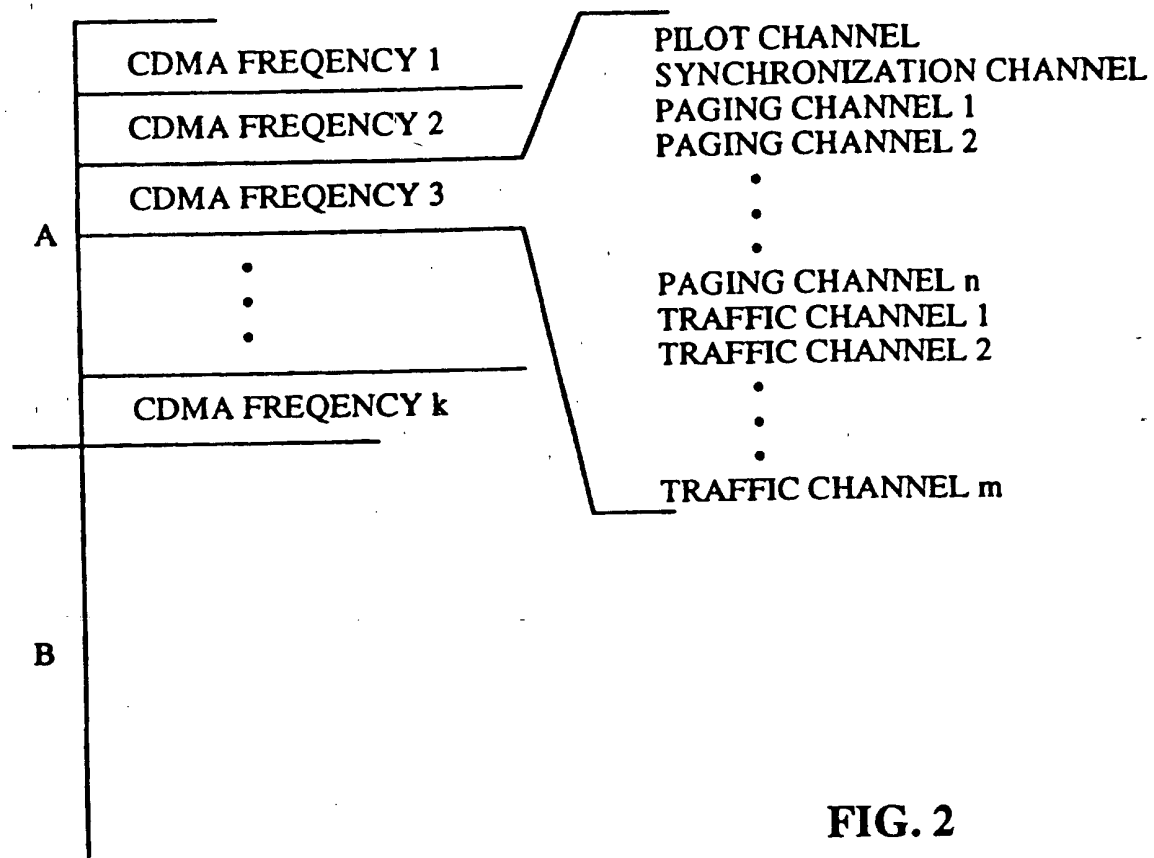 CDMA FREQENCY 1
CDMA FREQENCY 2
CDMA FREQENCY 3
CDMA FREQENCY k
A
B
PILOT CHANNEL
SYNCHRONIZATION CHANNEL
PAGING CHANNEL 1
PAGING CHANNEL 2
PAGING CHANNEL n
TRAFFIC CHANNEL 1
TRAFFIC CHANNEL 2
TRAFFIC CHANNEL m
FIG. 2